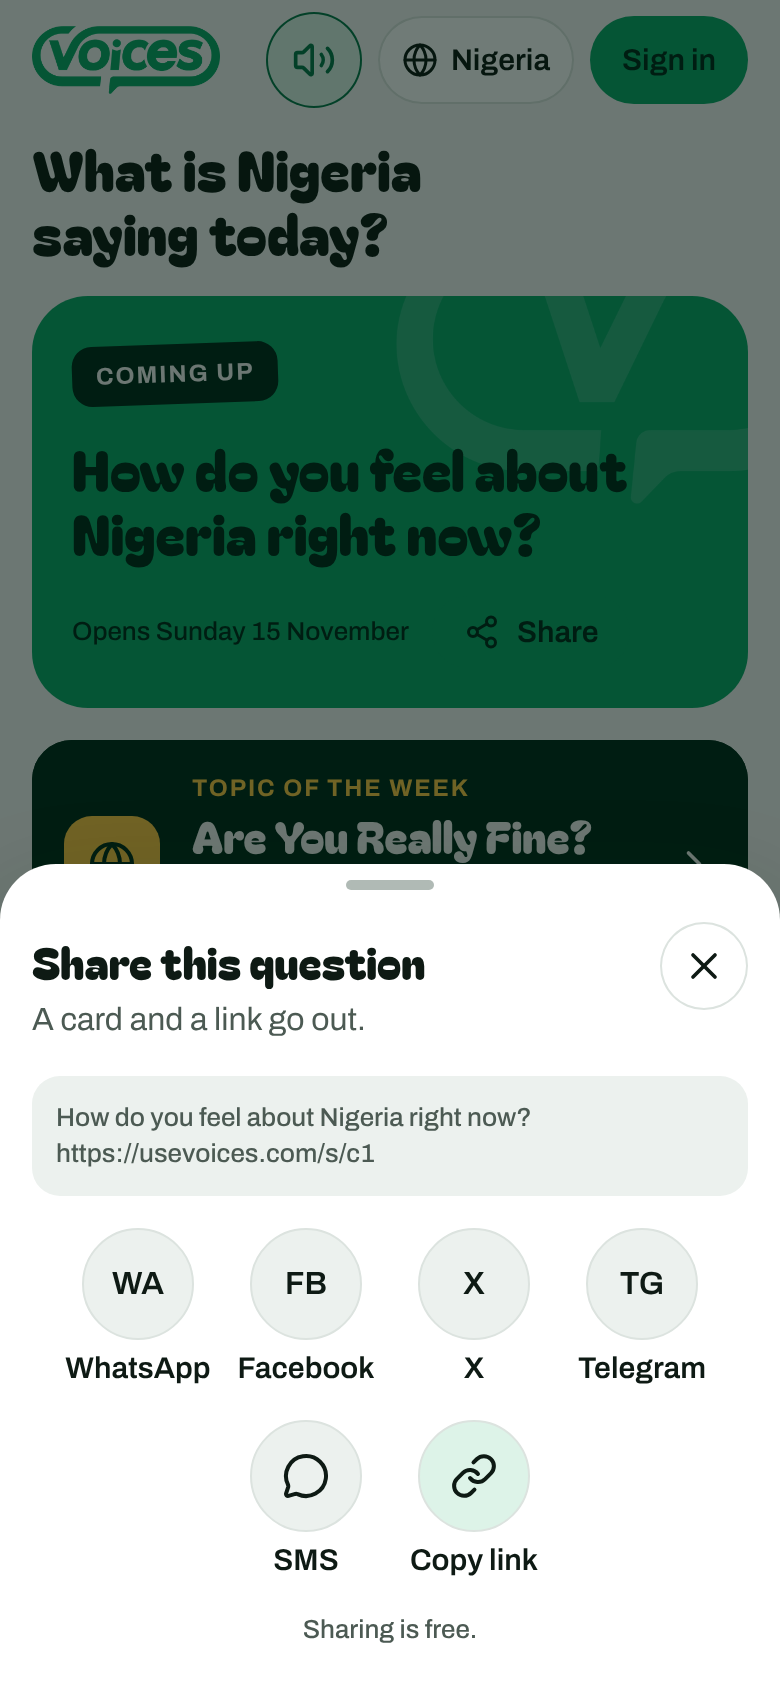 voices
Nigeria
Sign in
What is Nigeria
saying today?
COMING UP
How do you feel about
Nigeria right now?
Opens Sunday 15 November
Share
TOPIC OF THE WEEK
Are You Really Fine?
Share this question
A card and a link go out.
How do you feel about Nigeria right now?
https://usevoices.com/s/c1
WA
FB
X
TG
WhatsApp
Facebook
X
Telegram
SMS
Copy link
Sharing is free.